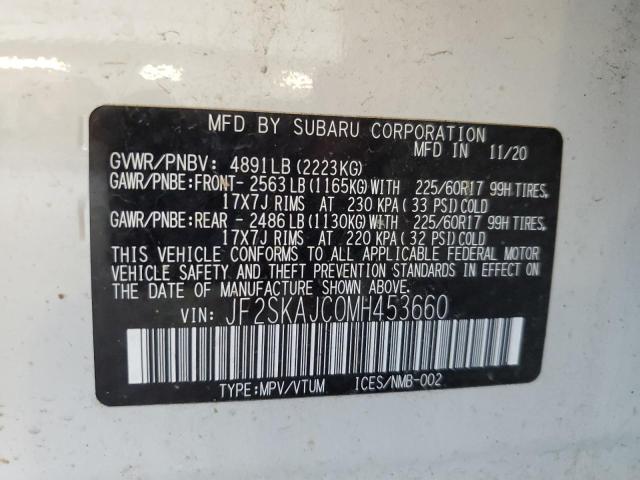 MFD BY SUBARU CORPORATION
MFD IN 11/20
GVWR/PNBV: 4891LB (2223KG)
GAWR/PNBE:FRONT- 2563LB (1165KG) WITH 225/60R17 99H TIRES,
17X7J RIMS AT 230 KPA (33 PSI) COLD
GAWR/PNBE:REAR - 2486LB (1130KG) WITH 225/60R17 99H TIRES,
17X7J RIMS AT 220 KPA (32 PSI) COLD
THIS VEHICLE CONFORMS TO ALL APPLICABLE FEDERAL MOTOR
VEHICLE SAFETY AND THEFT PREVENTION STANDARDS IN EFFECT ON
THE DATE OF MANUFACTURE SHOWN ABOVE.
VIN: JF2SKAJC0MH453660
TYPE:MPV/VTUM ICES/NMB-002